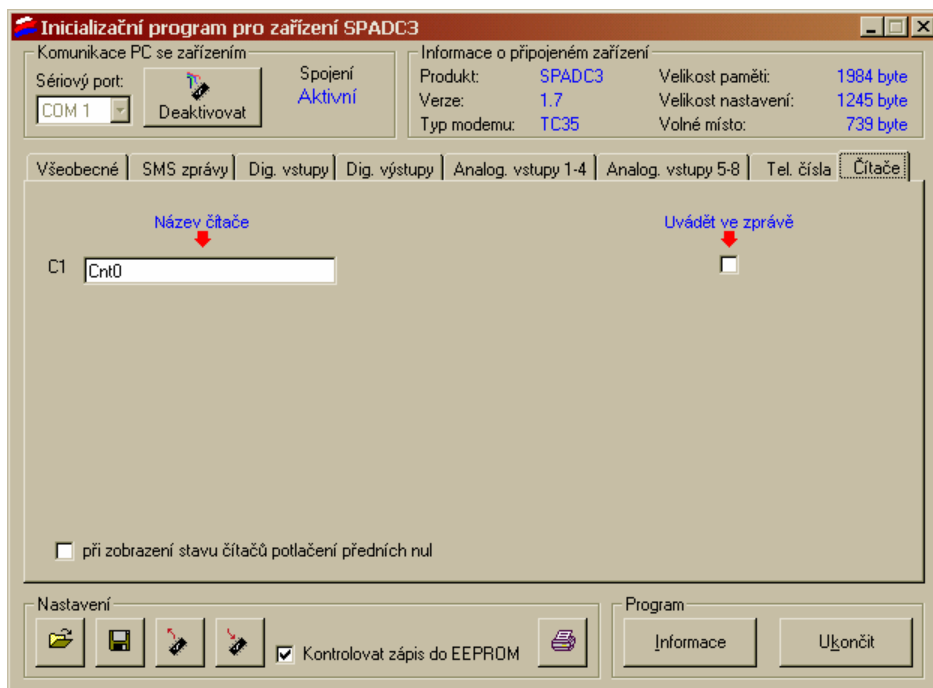 Inicializační program pro zařízení SPADC3
Komunikace PC se zařízením
Sériový port:
COM 1
Deaktivovat
Spojení
Aktivní
Informace o připojeném zařízení
Produkt: SPADC3 Velikost paměti: 1984 byte
Verze: 1.7 Velikost nastavení: 1245 byte
Typ modemu: TC35 Volné místo: 739 byte
Všeobecné SMS zprávy Dig. vstupy Dig. výstupy Analog. vstupy 1-4 Analog. vstupy 5-8 Tel. čísla Čítače
Název čítače Uvádět ve zprávě
C1 Cnt0
při zobrazení stavu čítačů potlačení předních nul
Nastavení
Kontrolovat zápis do EEPROM
Program
Informace Ukončit